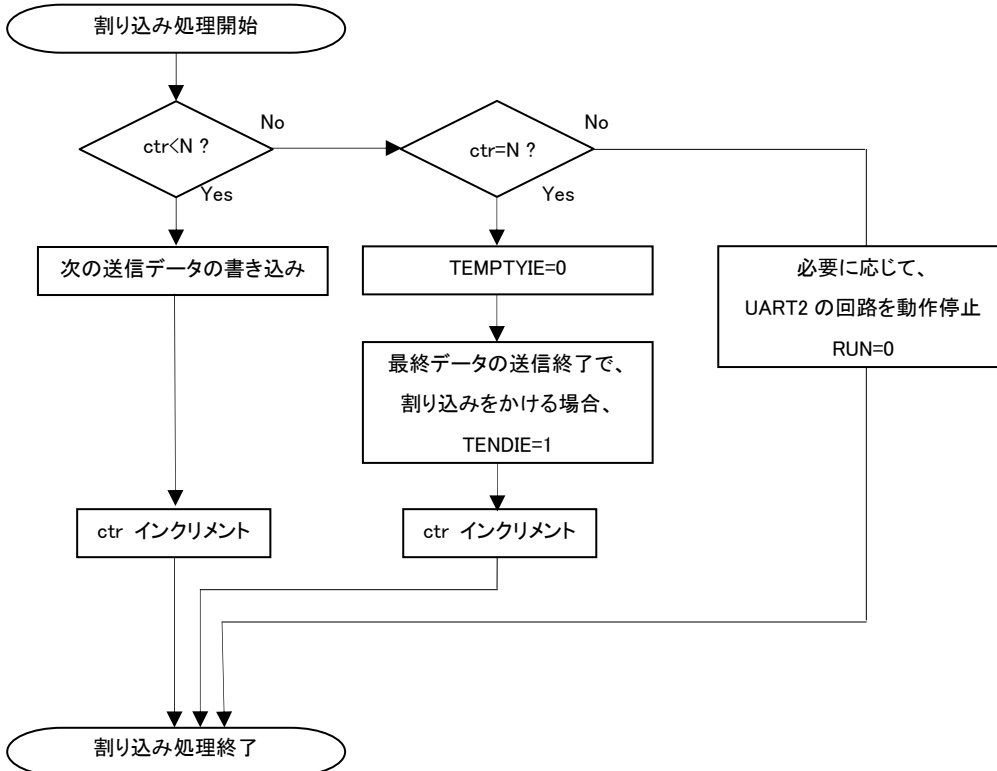 割り込み処理開始
ctr<N ?
No
Yes
ctr=N ?
No
Yes
次の送信データの書き込み
TEMPTYIE=0
必要に応じて、
UART2 の回路を動作停止
RUN=0
最終データの送信終了で、
割り込みをかける場合、
TENDIE=1
ctr インクリメント
ctr インクリメント
割り込み処理終了